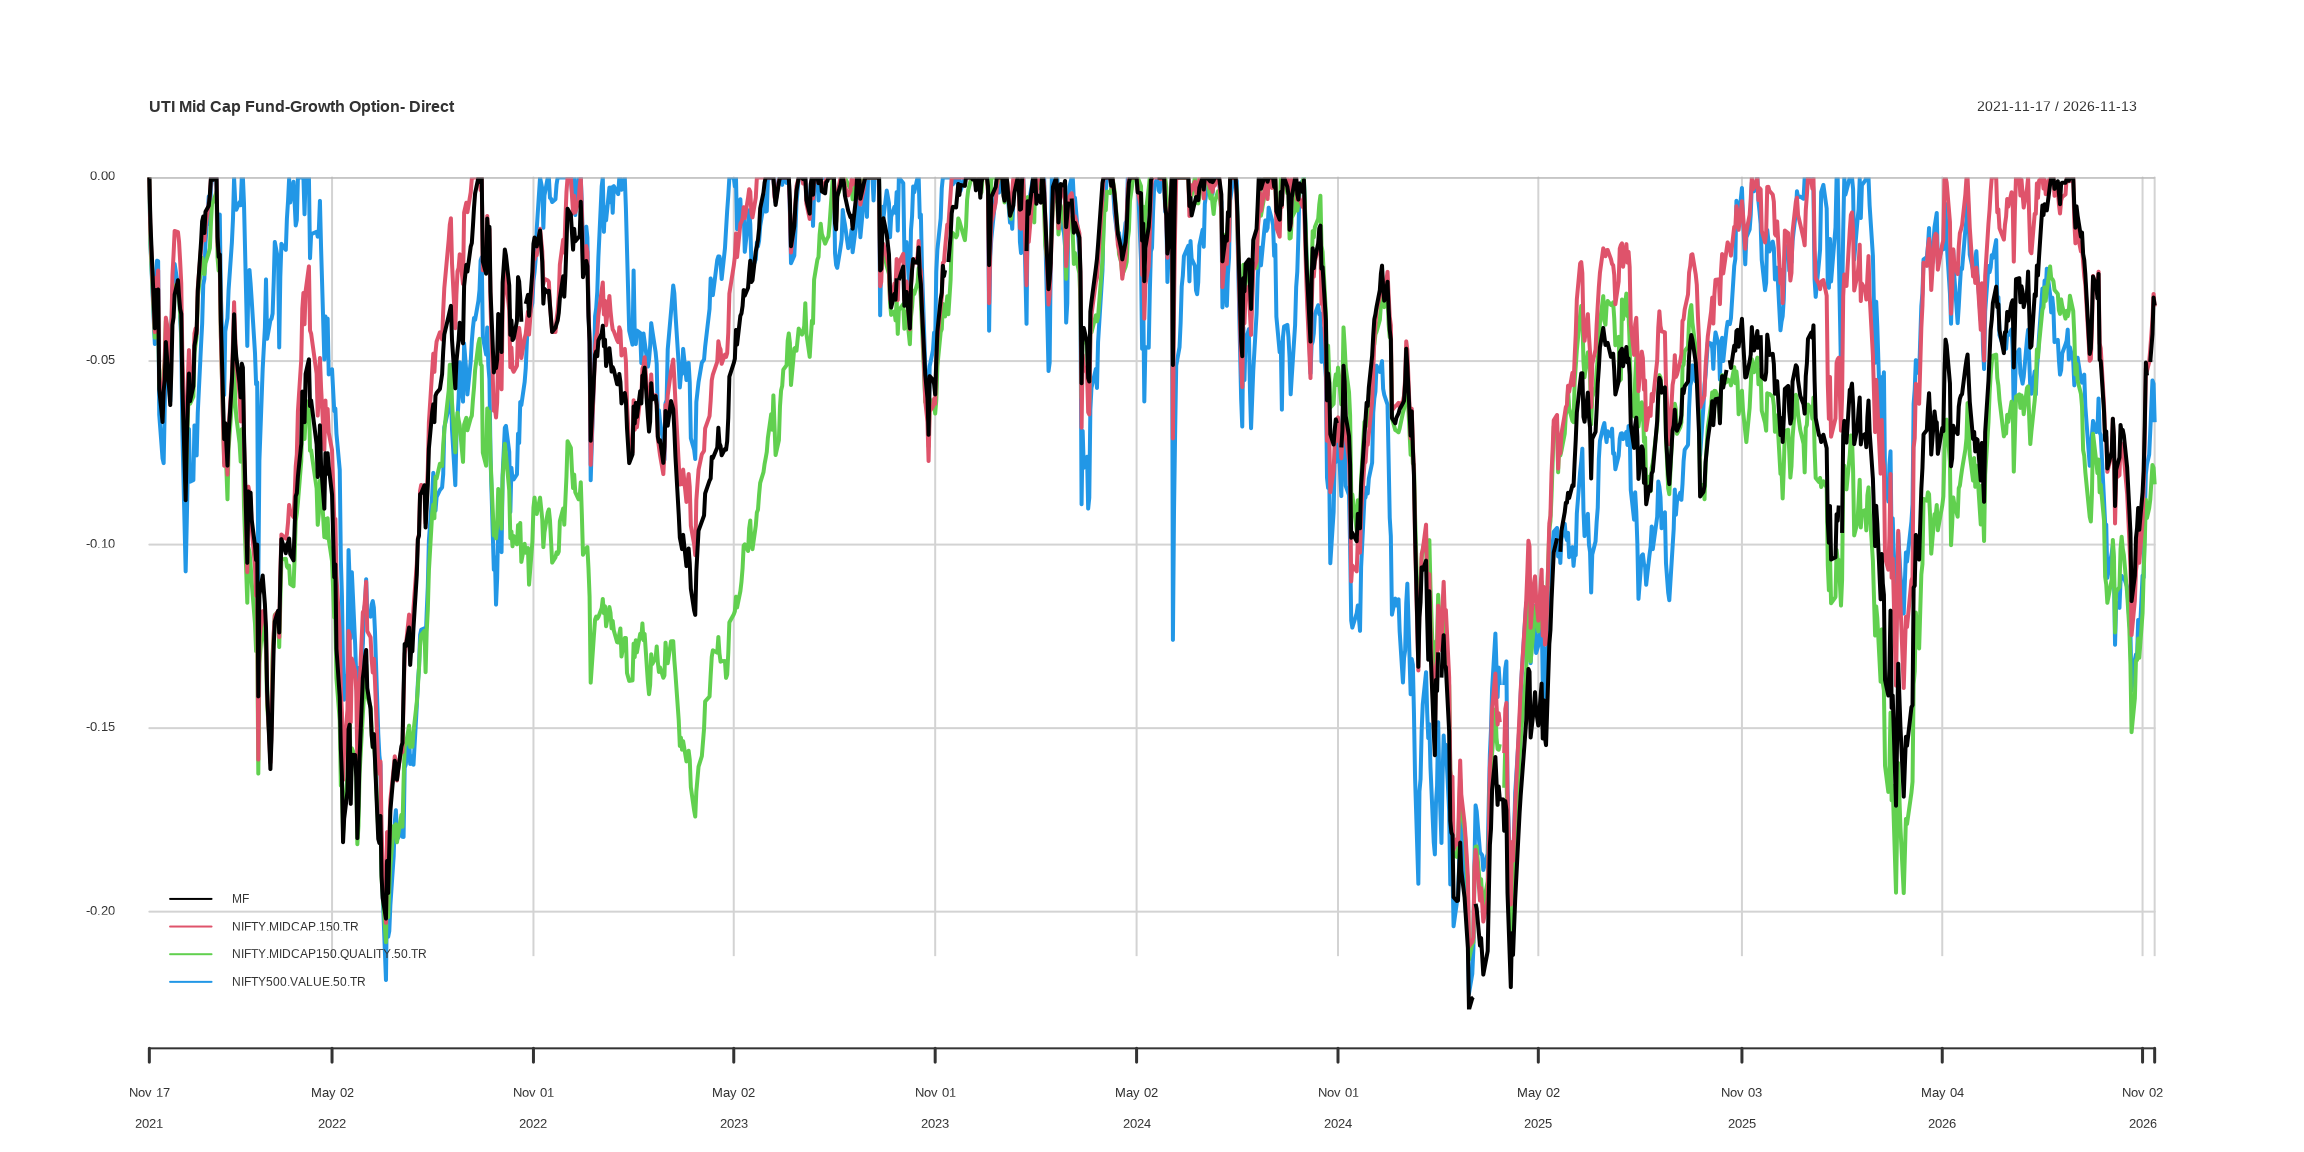 UTI Mid Cap Fund-Growth Option- Direct
2021-11-17 / 2026-11-13
0.00
-0.05
-0.10
-0.15
-0.20
MF
NIFTY.MIDCAP.150.TR
NIFTY.MIDCAP150.QUALITY.50.TR
NIFTY500.VALUE.50.TR
Nov 17 May 02 Nov 01 May 02 Nov 01 May 02 Nov 01 May 02 Nov 03 May 04 Nov 02
2021 2022 2022 2023 2023 2024 2024 2025 2025 2026 2026